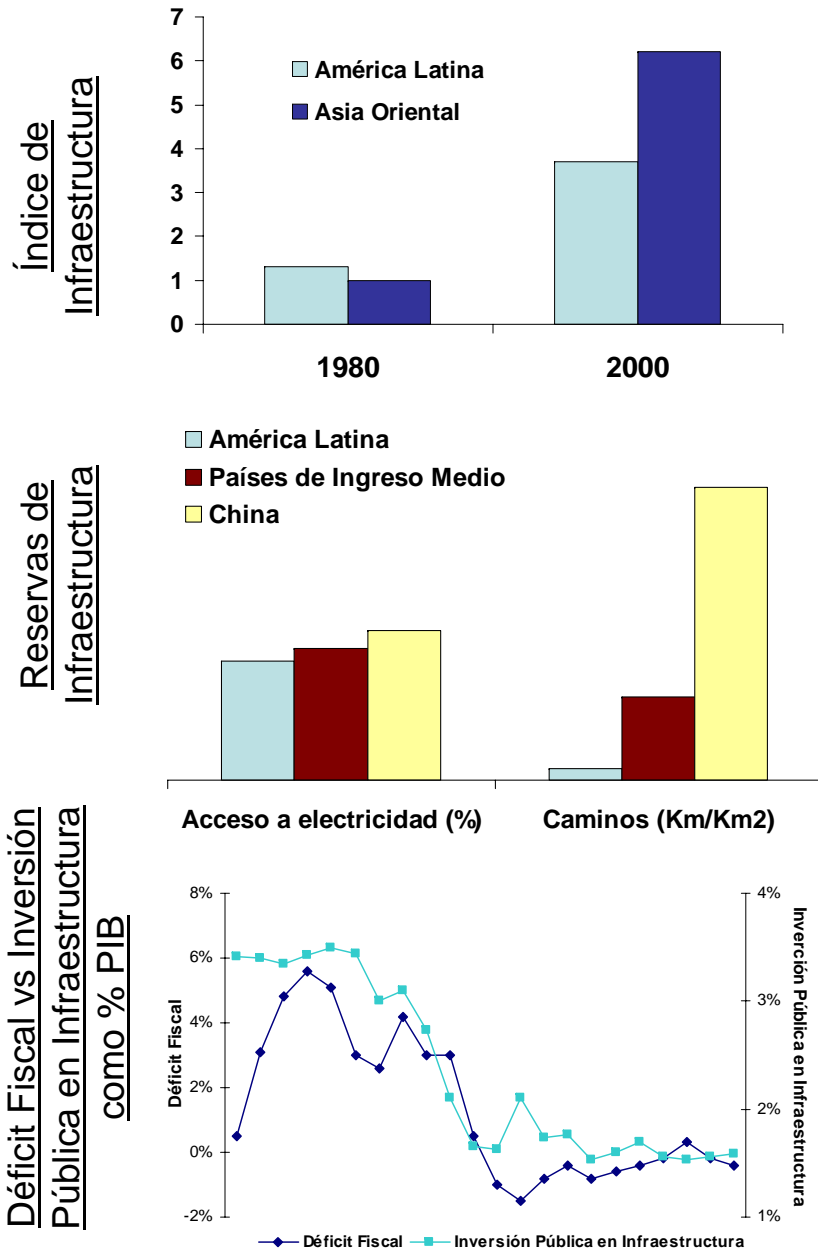 Índice de
Infraestructura
7
6
5
4
3
2
1
0
América Latina
Asia Oriental
1980
2000
Reservas de
Infraestructura
América Latina
Países de Ingreso Medio
China
Acceso a electricidad (%)
Caminos (Km/Km2)
Déficit Fiscal vs Inversión
Pública en Infraestructura
como % PIB
Déficit Fiscal
8%
6%
4%
2%
0%
-2%
4%
3%
2%
1%
Inverción Pública en Infraestructura
Déficit Fiscal
Inversión Pública en Infraestructura